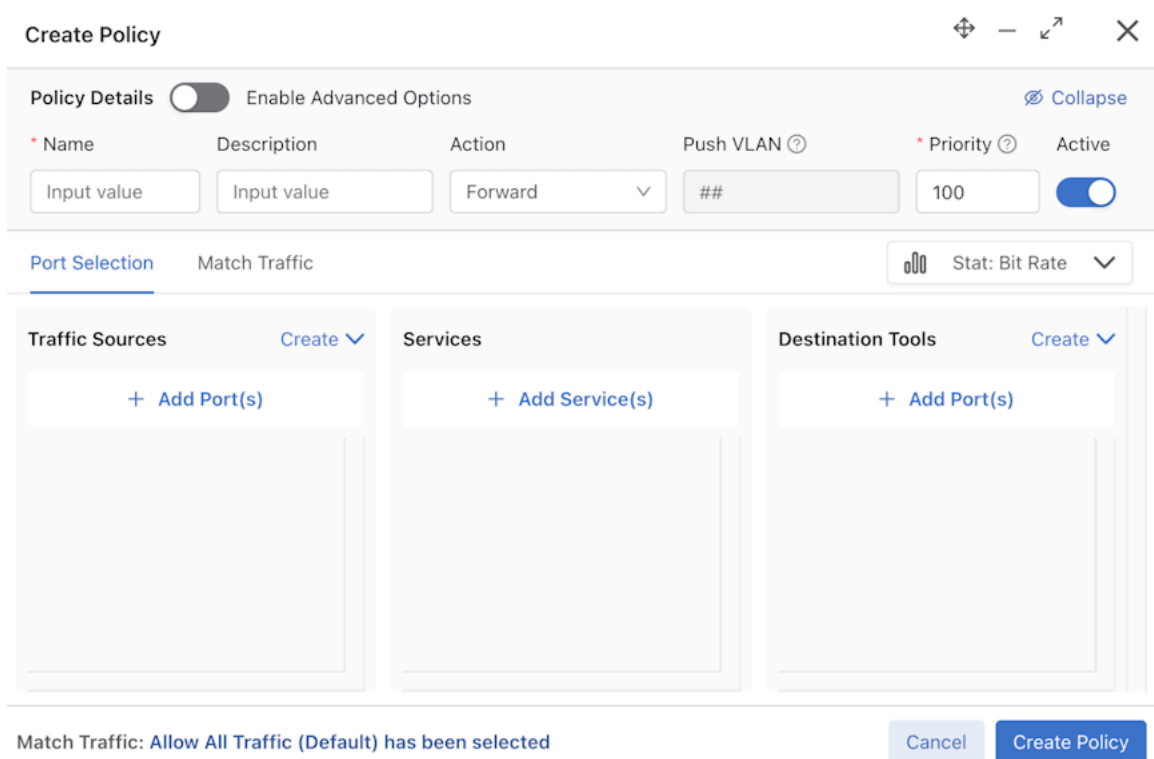 Create Policy
Policy Details Enable Advanced Options Collapse
* Name Description Action Push VLAN ? * Priority ? Active
Input value Input value Forward ## 100
Port Selection Match Traffic Stat: Bit Rate
Traffic Sources Create Services Destination Tools Create
+ Add Port(s) + Add Service(s) + Add Port(s)
Match Traffic: Allow All Traffic (Default) has been selected Cancel Create Policy